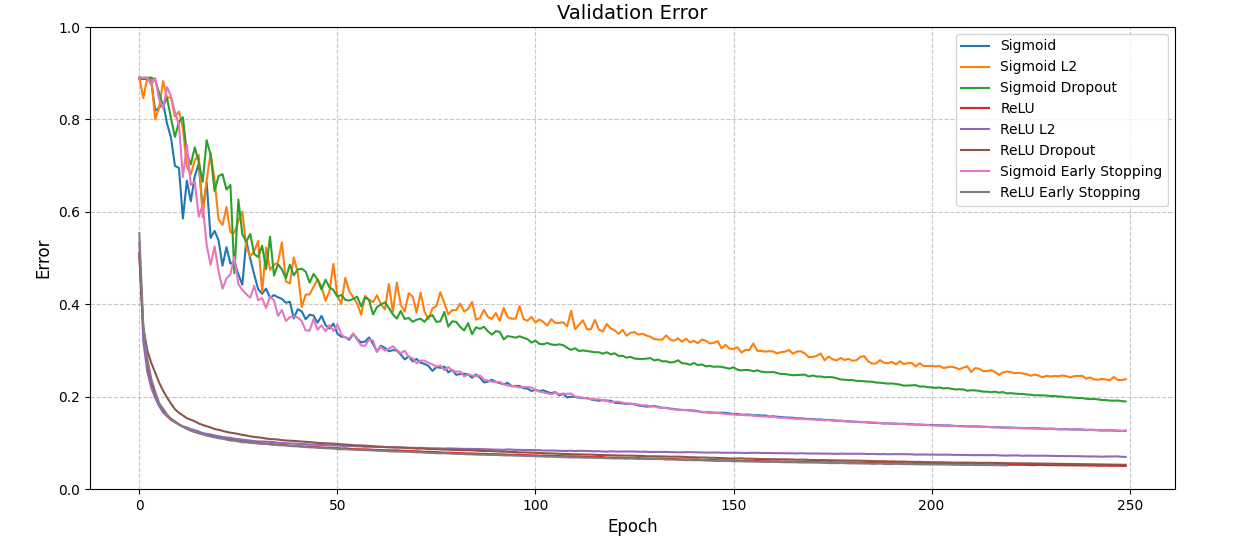 Validation Error
1.0
0.8
0.6
0.4
0.2
0.0
Error
0
50
100
150
200
250
Epoch
Sigmoid
Sigmoid L2
Sigmoid Dropout
ReLU
ReLU L2
ReLU Dropout
Sigmoid Early Stopping
ReLU Early Stopping